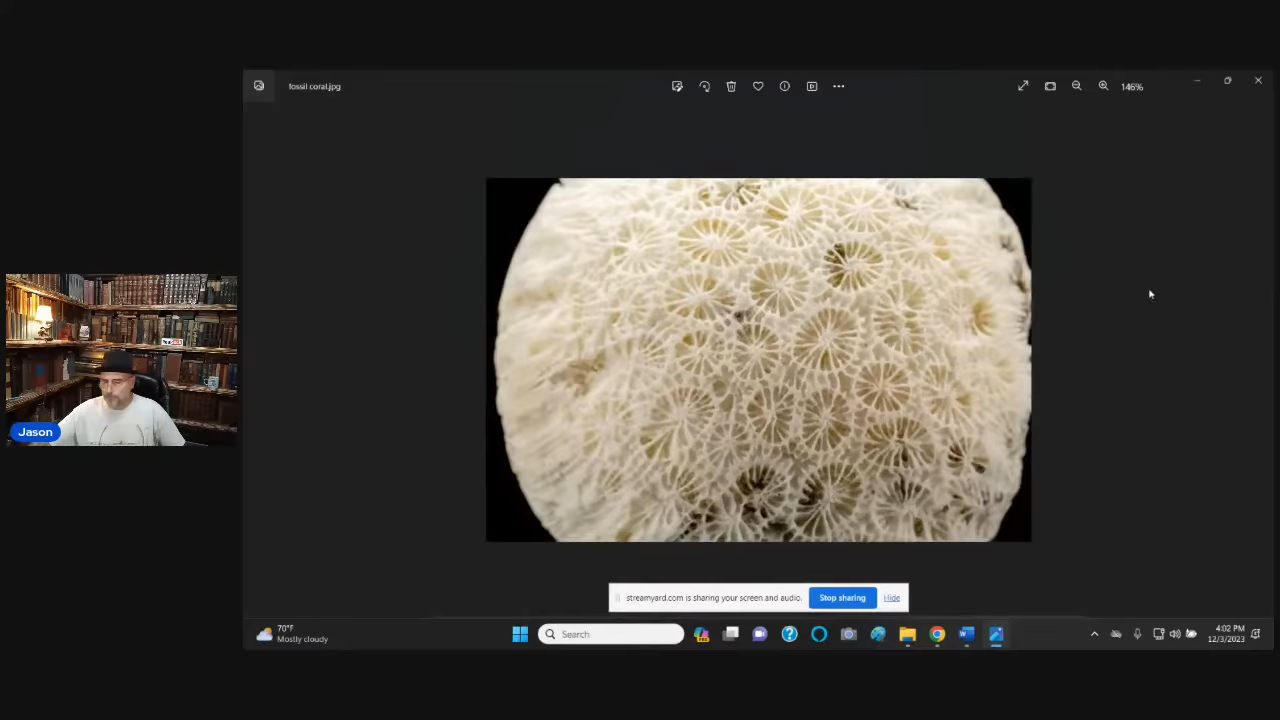 fossil coral.jpg
146%
Jason
streamyard.com is sharing your screen and audio.
Stop sharing
Hide
70°F
Mostly cloudy
Search
4:02 PM
12/3/2023